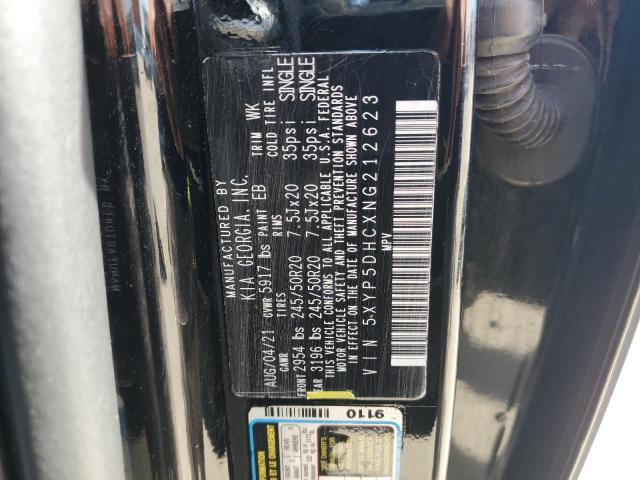 MANUFACTURED BY
KIA GEORGIA, INC.
AUG/04/21 GVWR 5917 lbs PAINT EB TRIM WK
GAWR TIRES RIMS COLD TIRE INFL
FRONT 2954 lbs 245/50R20 7.5Jx20 35psi SINGLE
REAR 3196 lbs 245/50R20 7.5Jx20 35psi SINGLE
THIS VEHICLE CONFORMS TO ALL APPLICABLE U.S.A. FEDERAL
MOTOR VEHICLE SAFETY AND THEFT PREVENTION STANDARDS
IN EFFECT ON THE DATE OF MANUFACTURE SHOWN ABOVE
VIN 5XYP5DHCXNG212623
MPV
9110